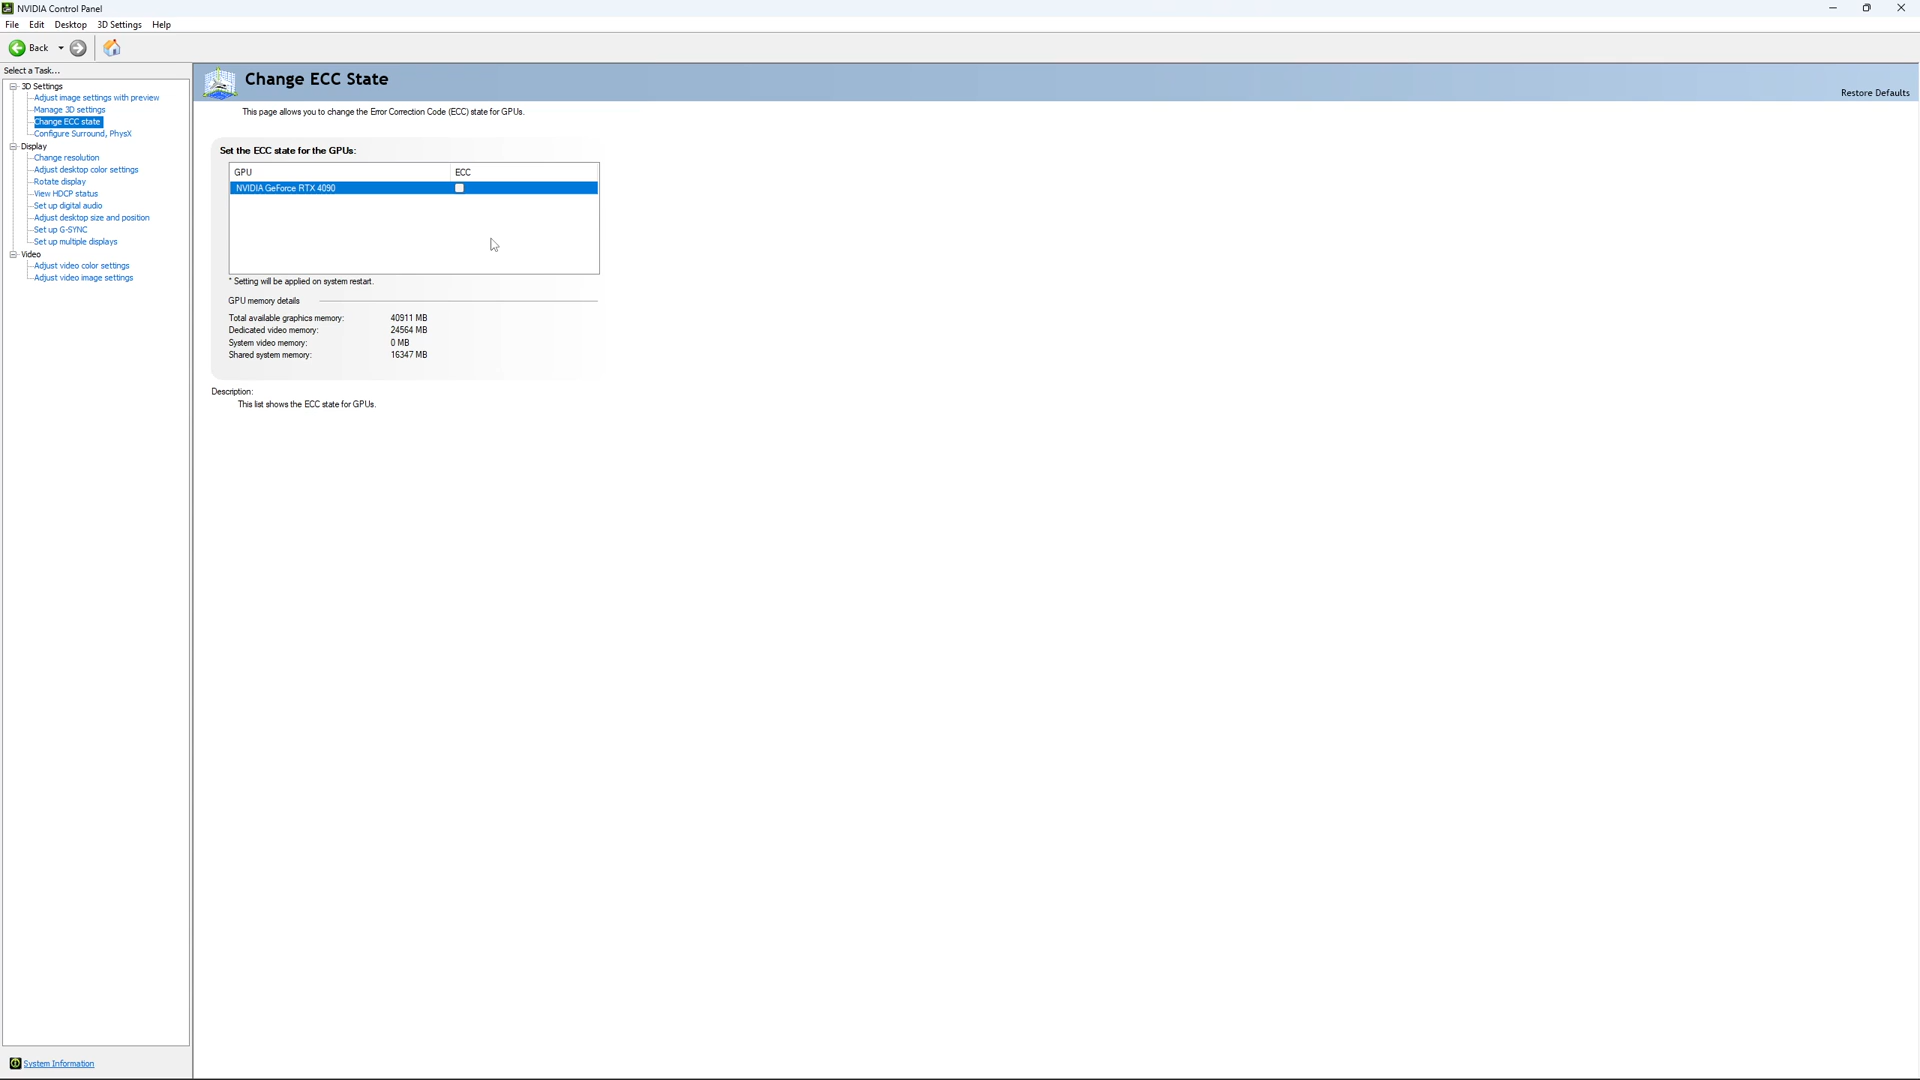 NVIDIA Control Panel
File Edit Desktop 3D Settings Help
Back
Select a Task...
3D Settings
Adjust image settings with preview
Manage 3D settings
Change ECC state
Configure Surround, PhysX
Display
Change resolution
Adjust desktop color settings
Rotate display
View HDCP status
Set up digital audio
Adjust desktop size and position
Set up G-SYNC
Set up multiple displays
Video
Adjust video color settings
Adjust video image settings
System Information
Change ECC State
Restore Defaults
This page allows you to change the Error Correction Code (ECC) state for GPUs.
Set the ECC state for the GPUs:
GPU ECC
NVIDIA GeForce RTX 4090
* Setting will be applied on system restart.
GPU memory details
Total available graphics memory: 40911 MB
Dedicated video memory: 24564 MB
System video memory: 0 MB
Shared system memory: 16347 MB
Description:
This list shows the ECC state for GPUs.